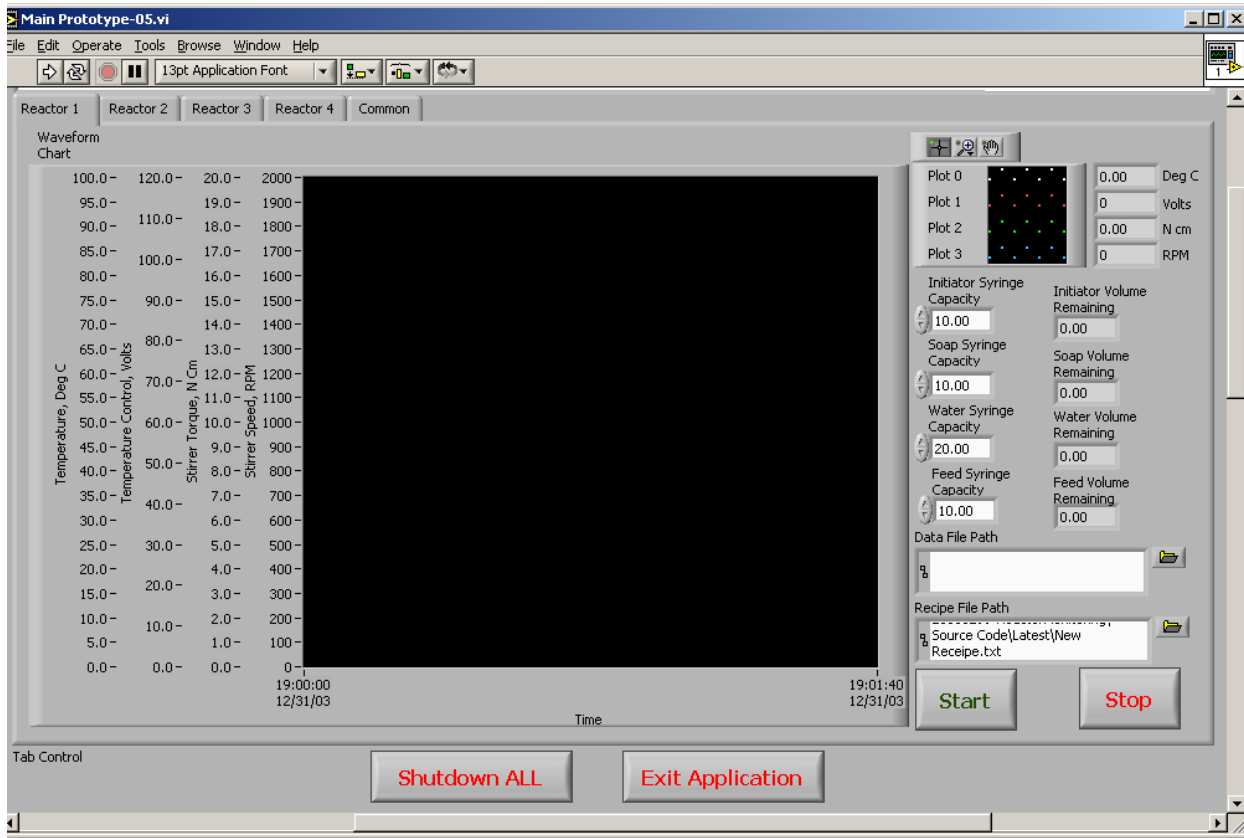 Main Prototype-05.vi
File Edit Operate Tools Browse Window Help
13pt Application Font
1
Reactor 1 Reactor 2 Reactor 3 Reactor 4 Common
Waveform
Chart
Temperature, Deg C
100.0 95.0 90.0 85.0 80.0 75.0 70.0 65.0 60.0 55.0 50.0 45.0 40.0 35.0 30.0 25.0 20.0 15.0 10.0 5.0 0.0
Temperature Control, Volts
120.0 110.0 100.0 90.0 80.0 70.0 60.0 50.0 40.0 30.0 20.0 10.0 0.0
Stirrer Torque, N Cm
20.0 19.0 18.0 17.0 16.0 15.0 14.0 13.0 12.0 11.0 10.0 9.0 8.0 7.0 6.0 5.0 4.0 3.0 2.0 1.0 0.0
Stirrer Speed, RPM
2000 1900 1800 1700 1600 1500 1400 1300 1200 1100 1000 900 800 700 600 500 400 300 200 100 0
19:00:00
12/31/03
19:01:40
12/31/03
Time
Plot 0 0.00 Deg C
Plot 1 0 Volts
Plot 2 0.00 N cm
Plot 3 0 RPM
Initiator Syringe
Capacity
10.00
Initiator Volume
Remaining
0.00
Soap Syringe
Capacity
10.00
Soap Volume
Remaining
0.00
Water Syringe
Capacity
20.00
Water Volume
Remaining
0.00
Feed Syringe
Capacity
10.00
Feed Volume
Remaining
0.00
Data File Path
Recipe File Path
Source Code\Latest\New
Receipe.txt
Start Stop
Tab Control
Shutdown ALL Exit Application